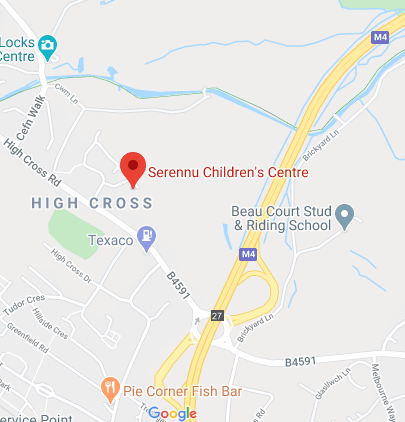 Locks
Centre
M4
Cefn Walk
Cwm Ln
Brickyard Ln
High Cross Rd
Serennu Children's Centre
HIGH CROSS
Beau Court Stud
& Riding School
Texaco
M4
High Cross Dr
B4591
Tudor Cres
Hillside Cres
Greenfield Rd
27
Brickyard Ln
B4591
Pie Corner Fish Bar
Glasllwch Ln
Melbourne Way
Google
ervice Point
s Rd